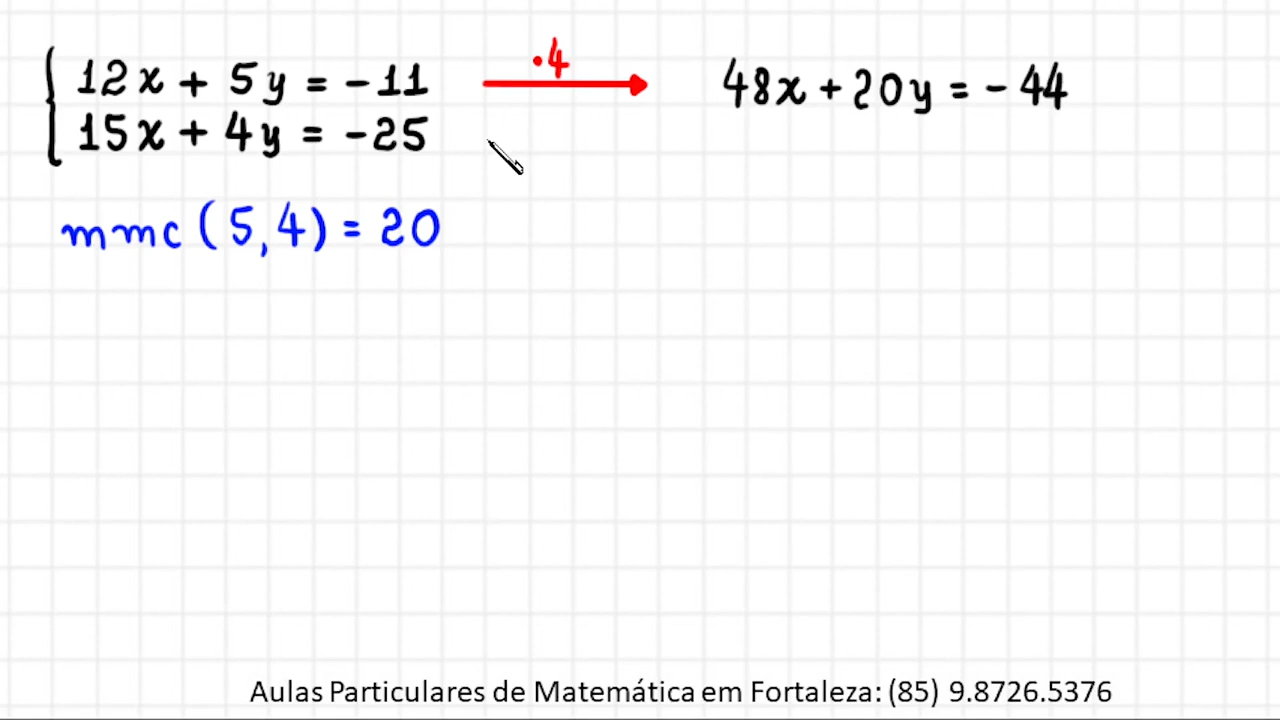 12x + 5y = -11
.4
48x + 20y = -44
15x + 4y = -25
mmc (5,4) = 20
Aulas Particulares de Matemática em Fortaleza: (85) 9.8726.5376